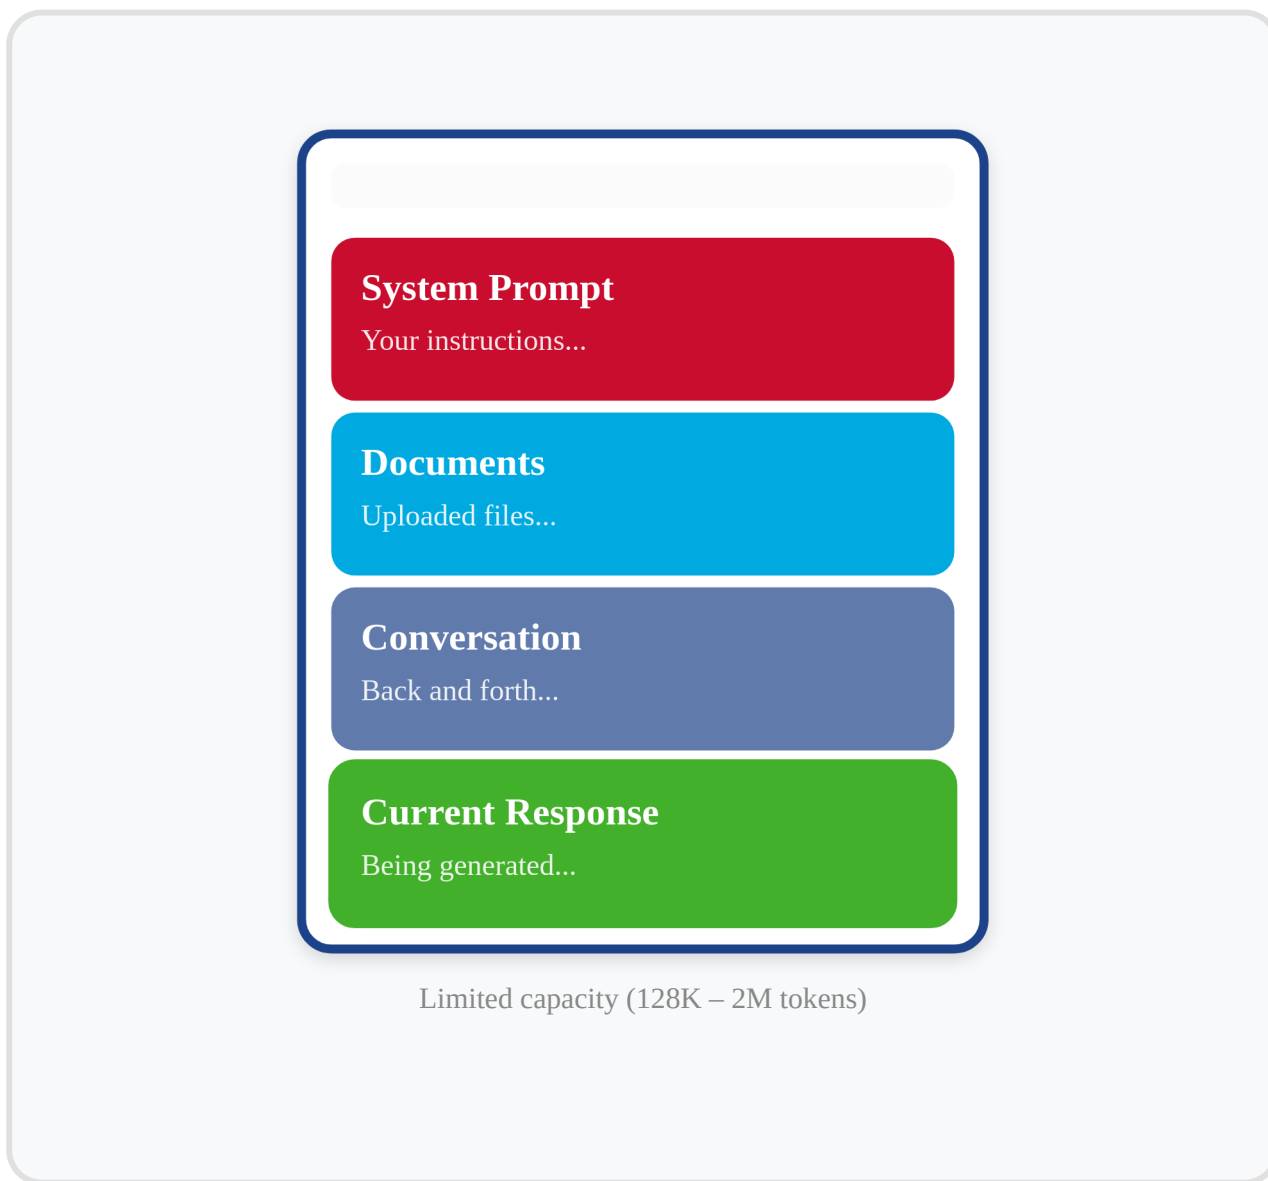 System Prompt
Your instructions...
Documents
Uploaded files...
Conversation
Back and forth...
Current Response
Being generated...
Limited capacity (128K – 2M tokens)